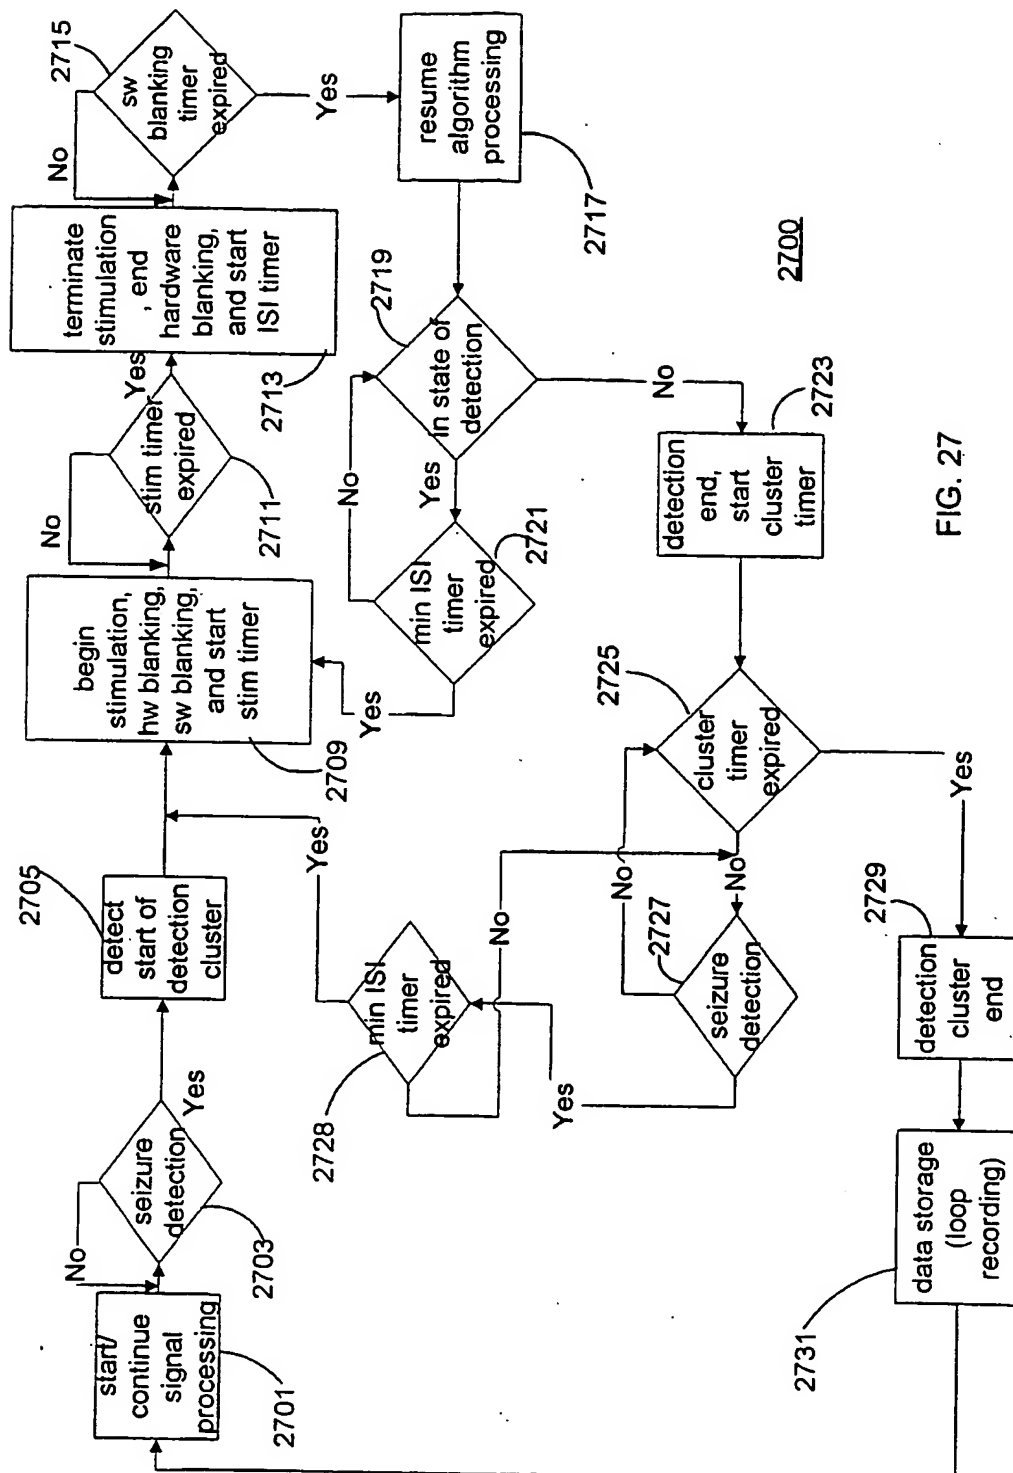 start/
continue
signal
processing
2701
No
seizure
detection
2703
Yes
detect
start of
detection
cluster
2705
begin
stimulation,
hw blanking,
sw blanking,
and start
stim timer
2709
No
stim timer
expired
2711
Yes
terminate
stimulation
, end
hardware
blanking,
and start
ISI timer
2713
No
sw
blanking
timer
expired
2715
Yes
resume
algorithm
processing
2717
in state of
detection
2719
Yes
No
min ISI
timer
expired
2721
No
Yes
detection
end,
start
cluster
timer
2723
cluster
timer
expired
2725
No
Yes
seizure
detection
2727
No
Yes
min ISI
timer
expired
2728
No
Yes
detection
cluster
end
2729
data storage
(loop
recording)
2731
2700
FIG. 27